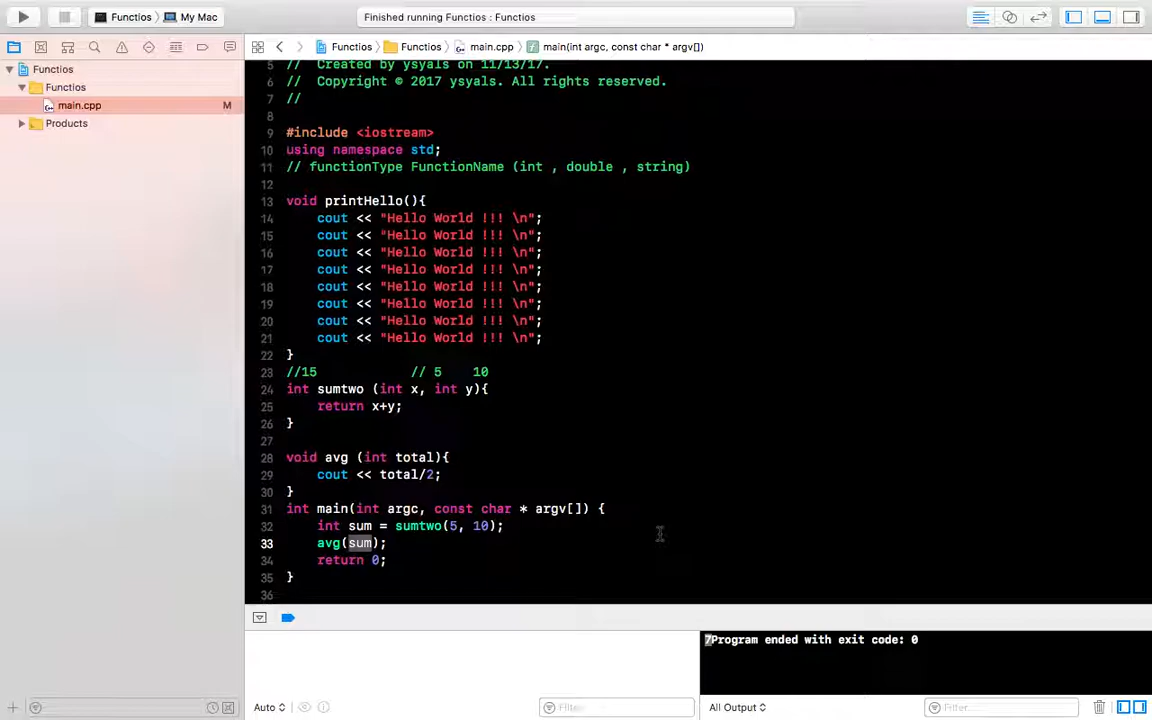 Functios
My Mac
Finished running Functios : Functios
Functios
Functios
main.cpp
main(int argc, const char * argv[])
Functios
Functios
main.cpp
M
Products
5 // Created by ysyals on 11/13/17.
6 // Copyright © 2017 ysyals. All rights reserved.
7 //
8
9 #include <iostream>
10 using namespace std;
11 // functionType FunctionName (int , double , string)
12
13 void printHello(){
14 cout << "Hello World !!! \n";
15 cout << "Hello World !!! \n";
16 cout << "Hello World !!! \n";
17 cout << "Hello World !!! \n";
18 cout << "Hello World !!! \n";
19 cout << "Hello World !!! \n";
20 cout << "Hello World !!! \n";
21 cout << "Hello World !!! \n";
22 }
23 //15 // 5 10
24 int sumtwo (int x, int y){
25 return x+y;
26 }
27
28 void avg (int total){
29 cout << total/2;
30 }
31 int main(int argc, const char * argv[]) {
32 int sum = sumtwo(5, 10);
33 avg(sum);
34 return 0;
35 }
36
7Program ended with exit code: 0
Auto
Filter
All Output
Filter